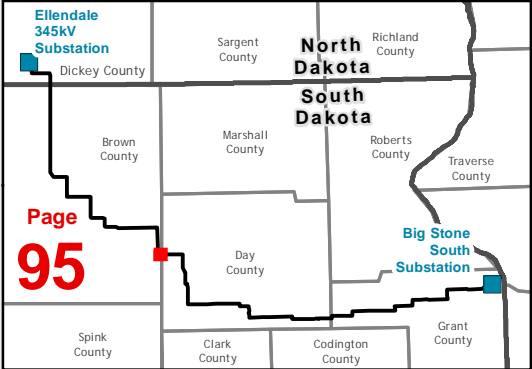 Ellendale
345kV
Substation
Dickey County
Sargent
County
North
Dakota
Richland
County
South
Dakota
Brown
County
Marshall
County
Roberts
County
Traverse
County
Page
95
Day
County
Big Stone
South
Substation
Spink
County
Clark
County
Codington
County
Grant
County